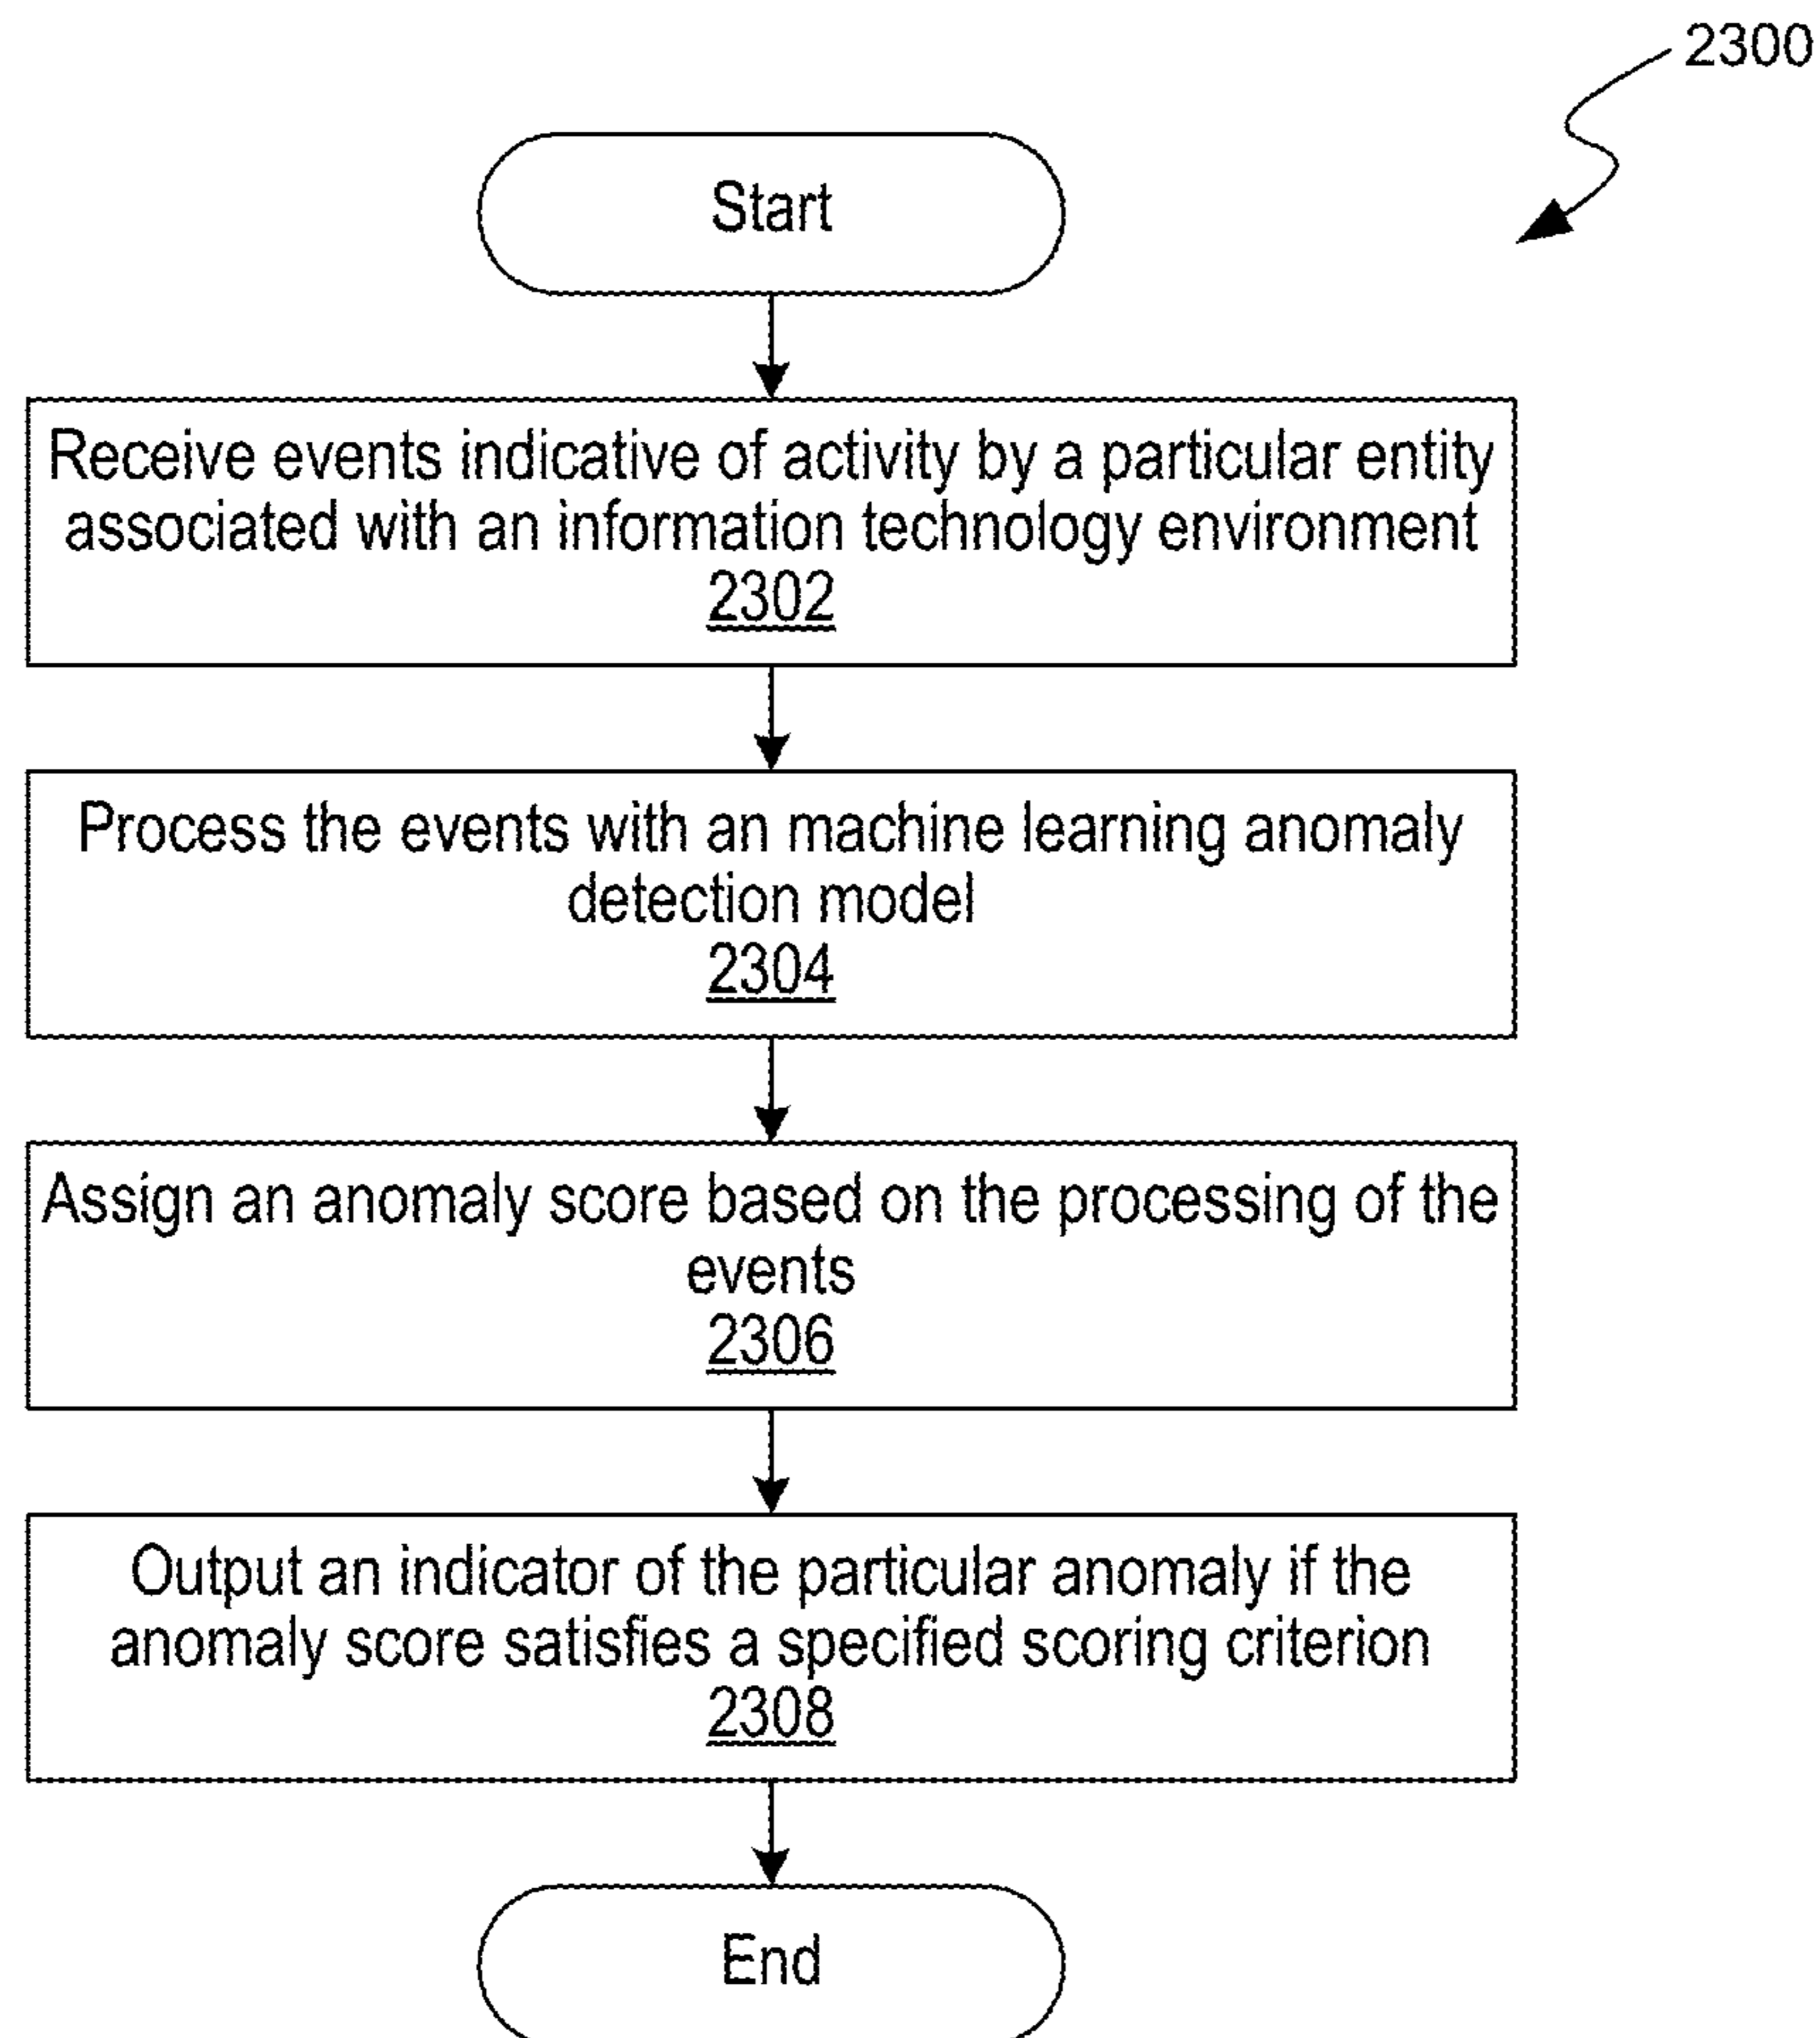 2300
Start
Receive events indicative of activity by a particular entity
associated with an information technology environment
2302
Process the events with an machine learning anomaly
detection model
2304
Assign an anomaly score based on the processing of the
events
2306
Output an indicator of the particular anomaly if the
anomaly score satisfies a specified scoring criterion
2308
End